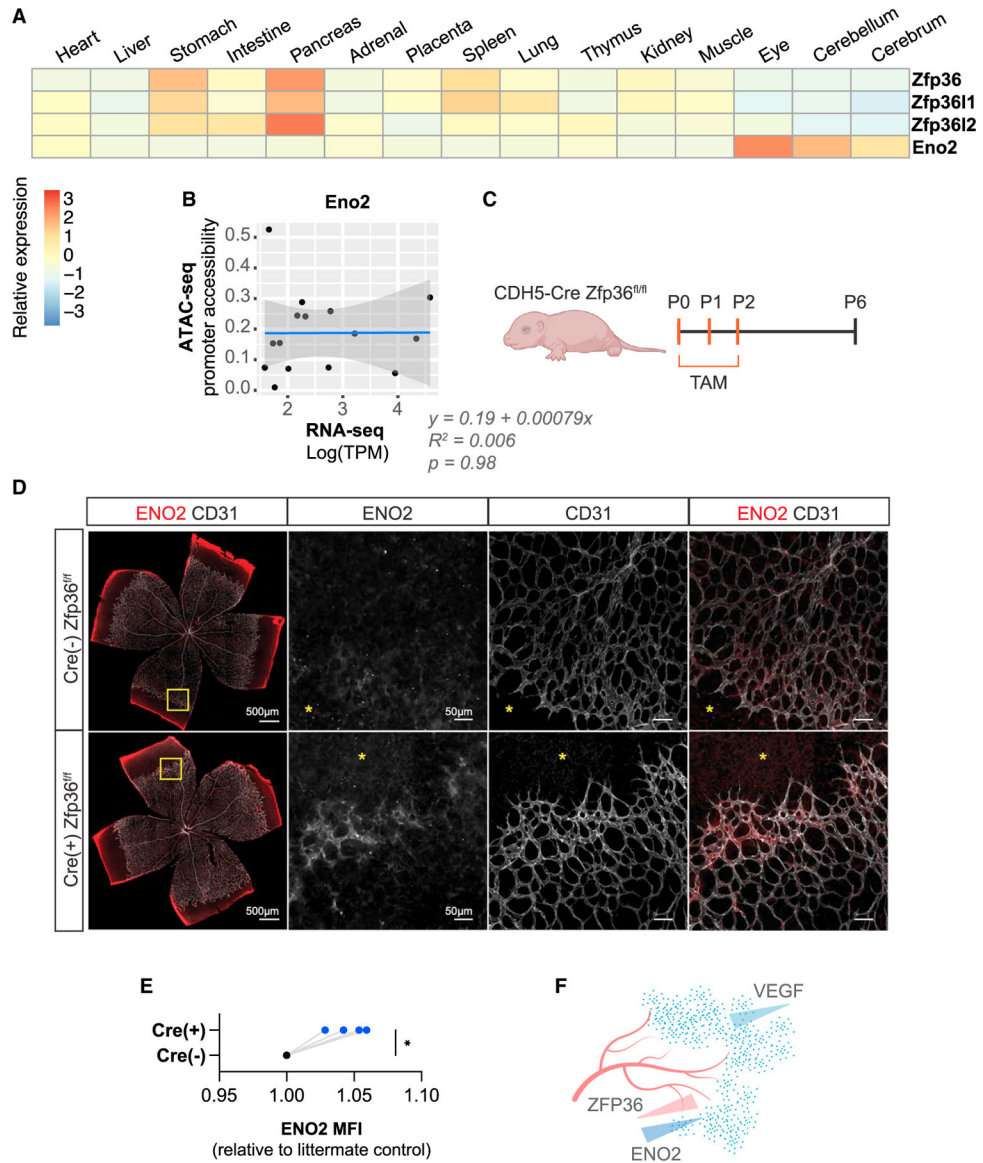 A
Heart Liver Stomach Intestine Pancreas Adrenal Placenta Spleen Lung Thymus Kidney Muscle Eye Cerebellum Cerebrum
Zfp36
Zfp36l1
Zfp36l2
Eno2
Relative expression
3
2
1
0
−1
−2
−3
B
Eno2
ATAC-seq
promoter accessibility
0.5
0.4
0.3
0.2
0.1
0.0
2 3 4
RNA-seq
Log(TPM)
y = 0.19 + 0.00079x
R² = 0.006
p = 0.98
C
CDH5-Cre Zfp36fl/fl
P0 P1 P2 P6
TAM
D
ENO2 CD31 ENO2 CD31 ENO2 CD31
Cre(-) Zfp36f/f
500µm 50µm
* * *
Cre(+) Zfp36f/f
* * *
500µm 50µm
E
Cre(+)
Cre(-)
*
0.95 1.00 1.05 1.10
ENO2 MFI
(relative to littermate control)
F
VEGF
ZFP36
ENO2